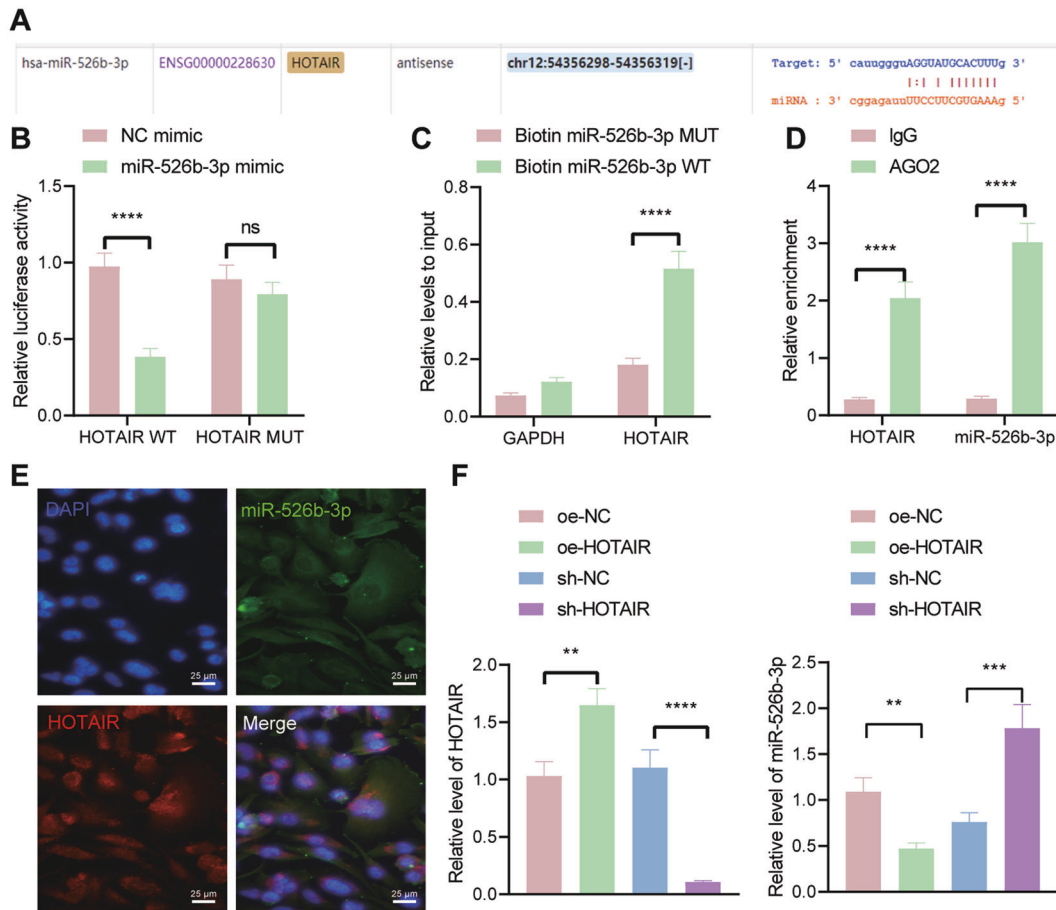 A
hsa-miR-526b-3p ENSG00000228630 HOTAIR antisense chr12:54356298-54356319[-] Target: 5' cauuggguAGGUAUGCACUUUg 3'
|:| | |||||||
miRNA : 3' cggagauuUUCCUUCGUGAAAg 5'
B
NC mimic
miR-526b-3p mimic
Relative luciferase activity
1.5
1.0
0.5
0.0
****
ns
HOTAIR WT HOTAIR MUT
C
Biotin miR-526b-3p MUT
Biotin miR-526b-3p WT
Relative levels to input
0.8
0.6
0.4
0.2
0.0
****
GAPDH HOTAIR
D
IgG
AGO2
Relative enrichment
4
3
2
1
0
****
****
HOTAIR miR-526b-3p
E
DAPI
25 µm
miR-526b-3p
25 µm
HOTAIR
25 µm
Merge
25 µm
F
oe-NC
oe-HOTAIR
sh-NC
sh-HOTAIR
Relative level of HOTAIR
2.0
1.5
1.0
0.5
0.0
**
****
oe-NC
oe-HOTAIR
sh-NC
sh-HOTAIR
Relative level of miR-526b-3p
2.5
2.0
1.5
1.0
0.5
0.0
**
***